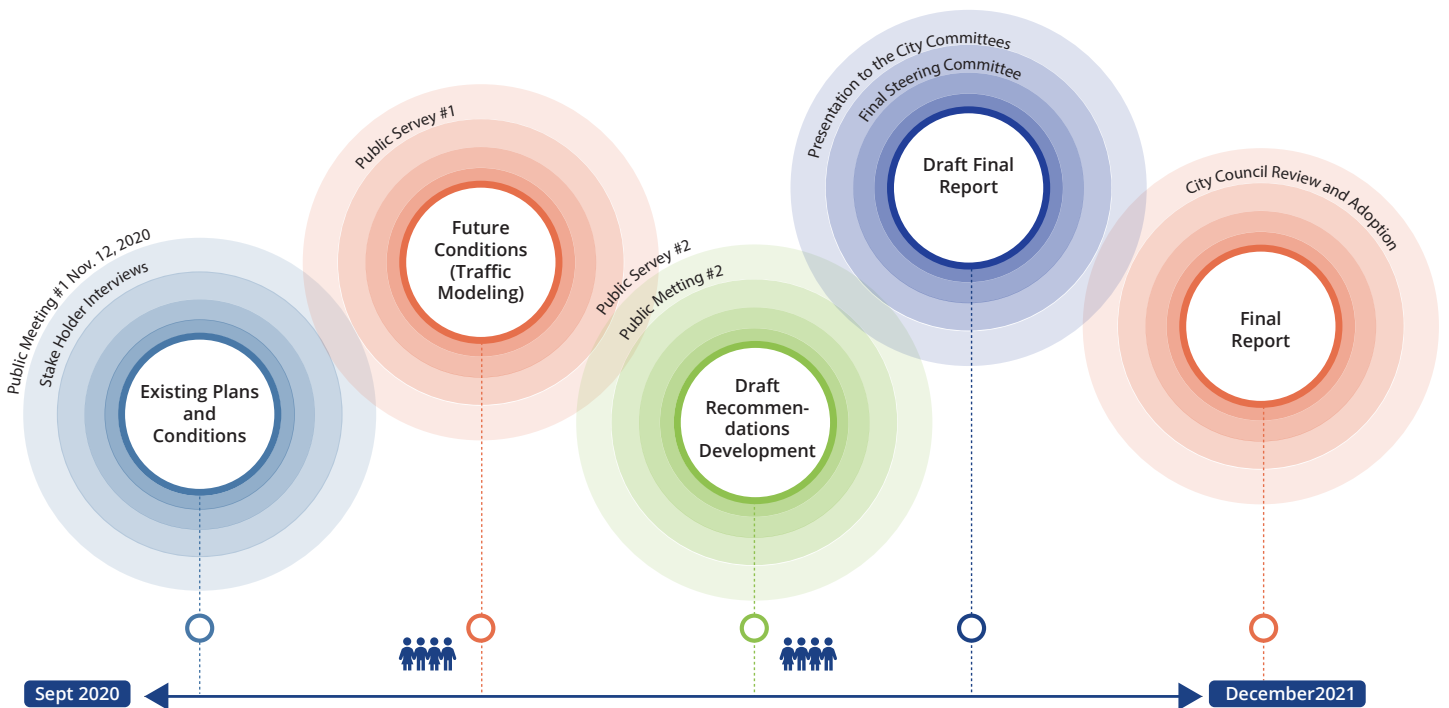 Public Meeting #1 Nov. 12, 2020
Stake Holder Interviews
Existing Plans
and
Conditions
Public Servey #1
Future
Conditions
(Traffic
Modeling)
Public Servey #2
Public Metting #2
Draft
Recommen-
dations
Development
Presentation to the City Committees
Final Steering Committee
Draft Final
Report
City Council Review and Adoption
Final
Report
Sept 2020
December2021